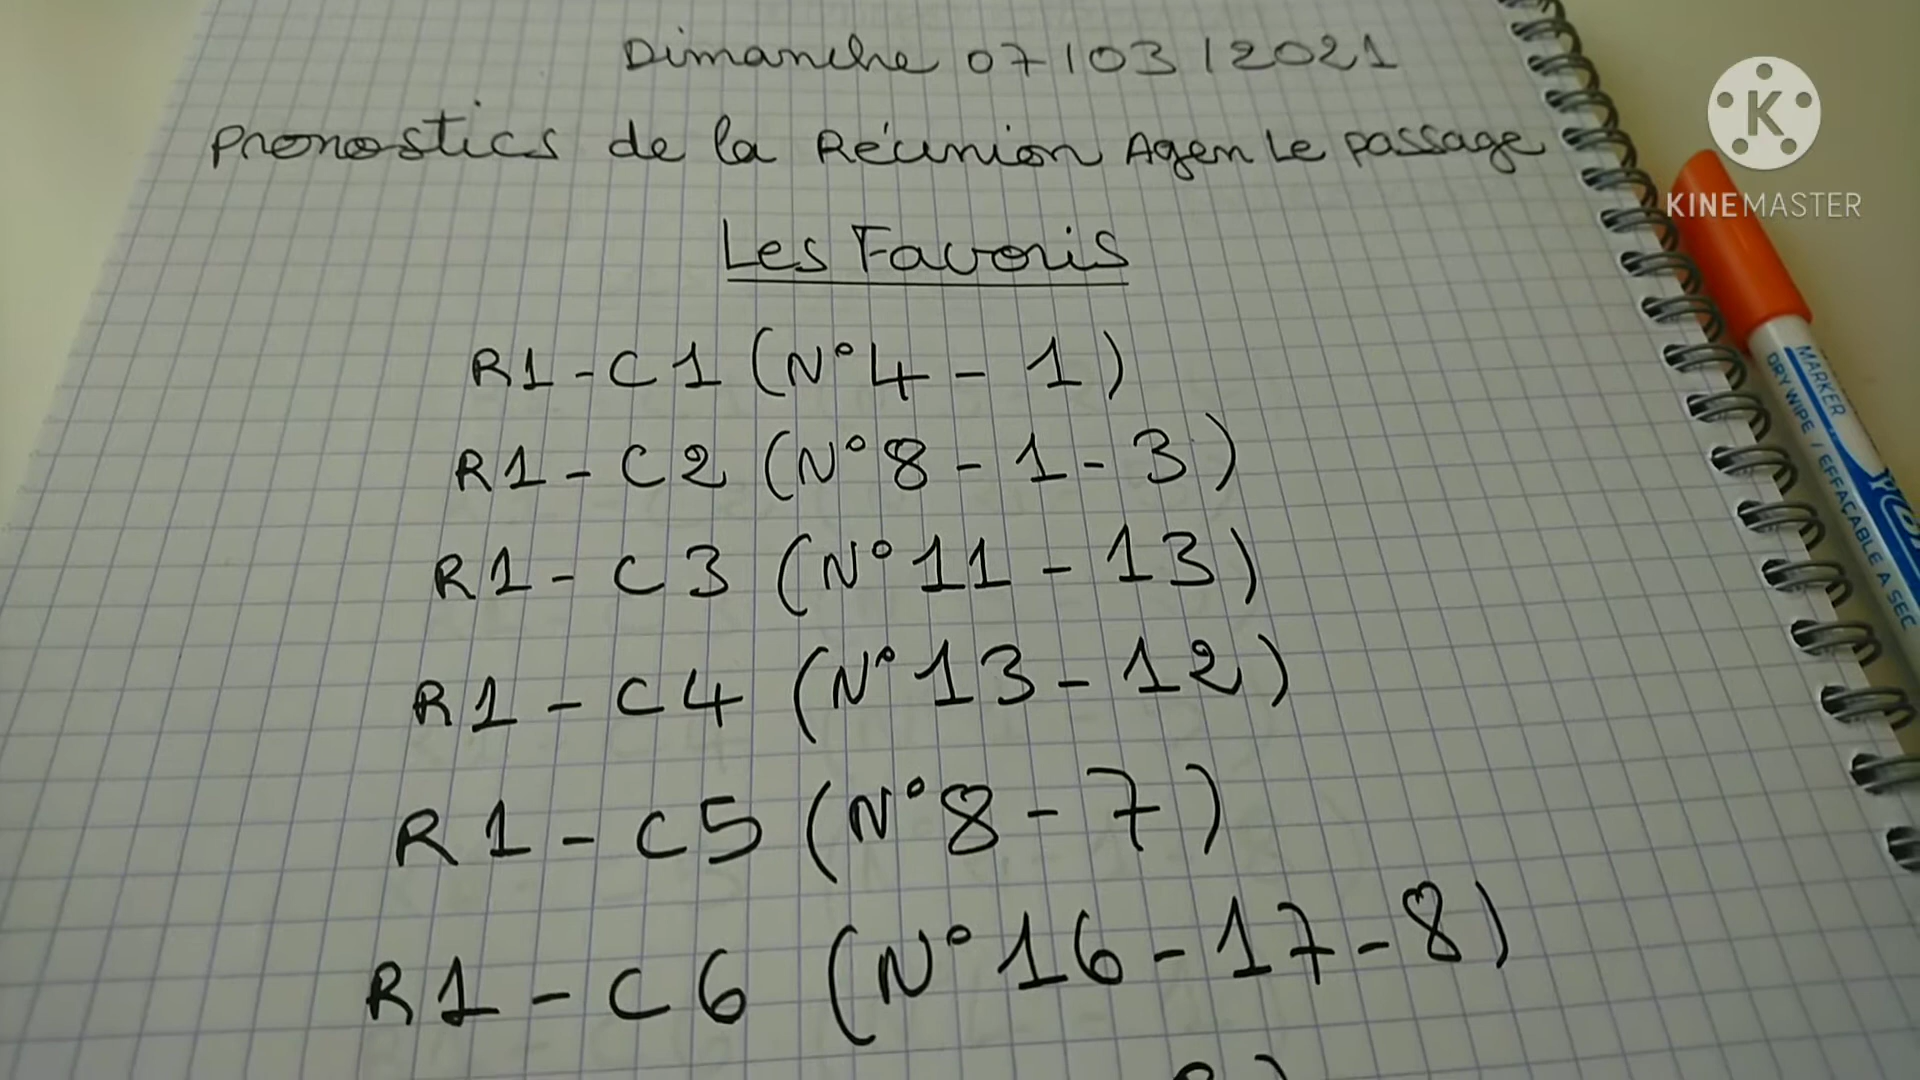 Dimanche 07/03/2021
Pronostics de la Réunion Agen Le passage
Les Favoris
R1-C1 (N°4-1)
R1-C2 (N°8-1-3)
R1-C3 (N°11-13)
R1-C4 (N°13-12)
R1-C5 (N°8-7)
R1-C6 (N°16-17-8)
K
KINEMASTER
MARKER
DRY WIPE / EFFAÇABLE A SEC